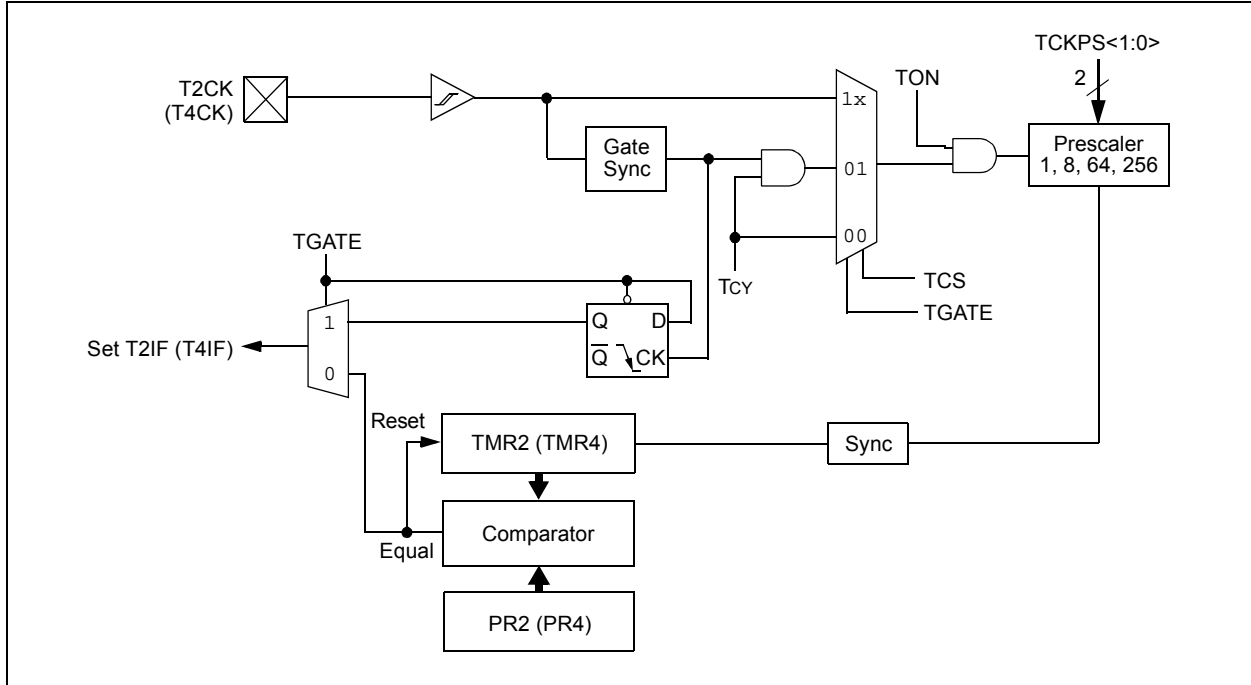 TCKPS<1:0>
2
T2CK
(T4CK)
TON
1x
Prescaler
1, 8, 64, 256
Gate
Sync
01
00
TGATE
TCY
TCS
TGATE
1
Q
D
Set T2IF (T4IF)
Q
CK
0
Reset
TMR2 (TMR4)
Sync
Comparator
Equal
PR2 (PR4)